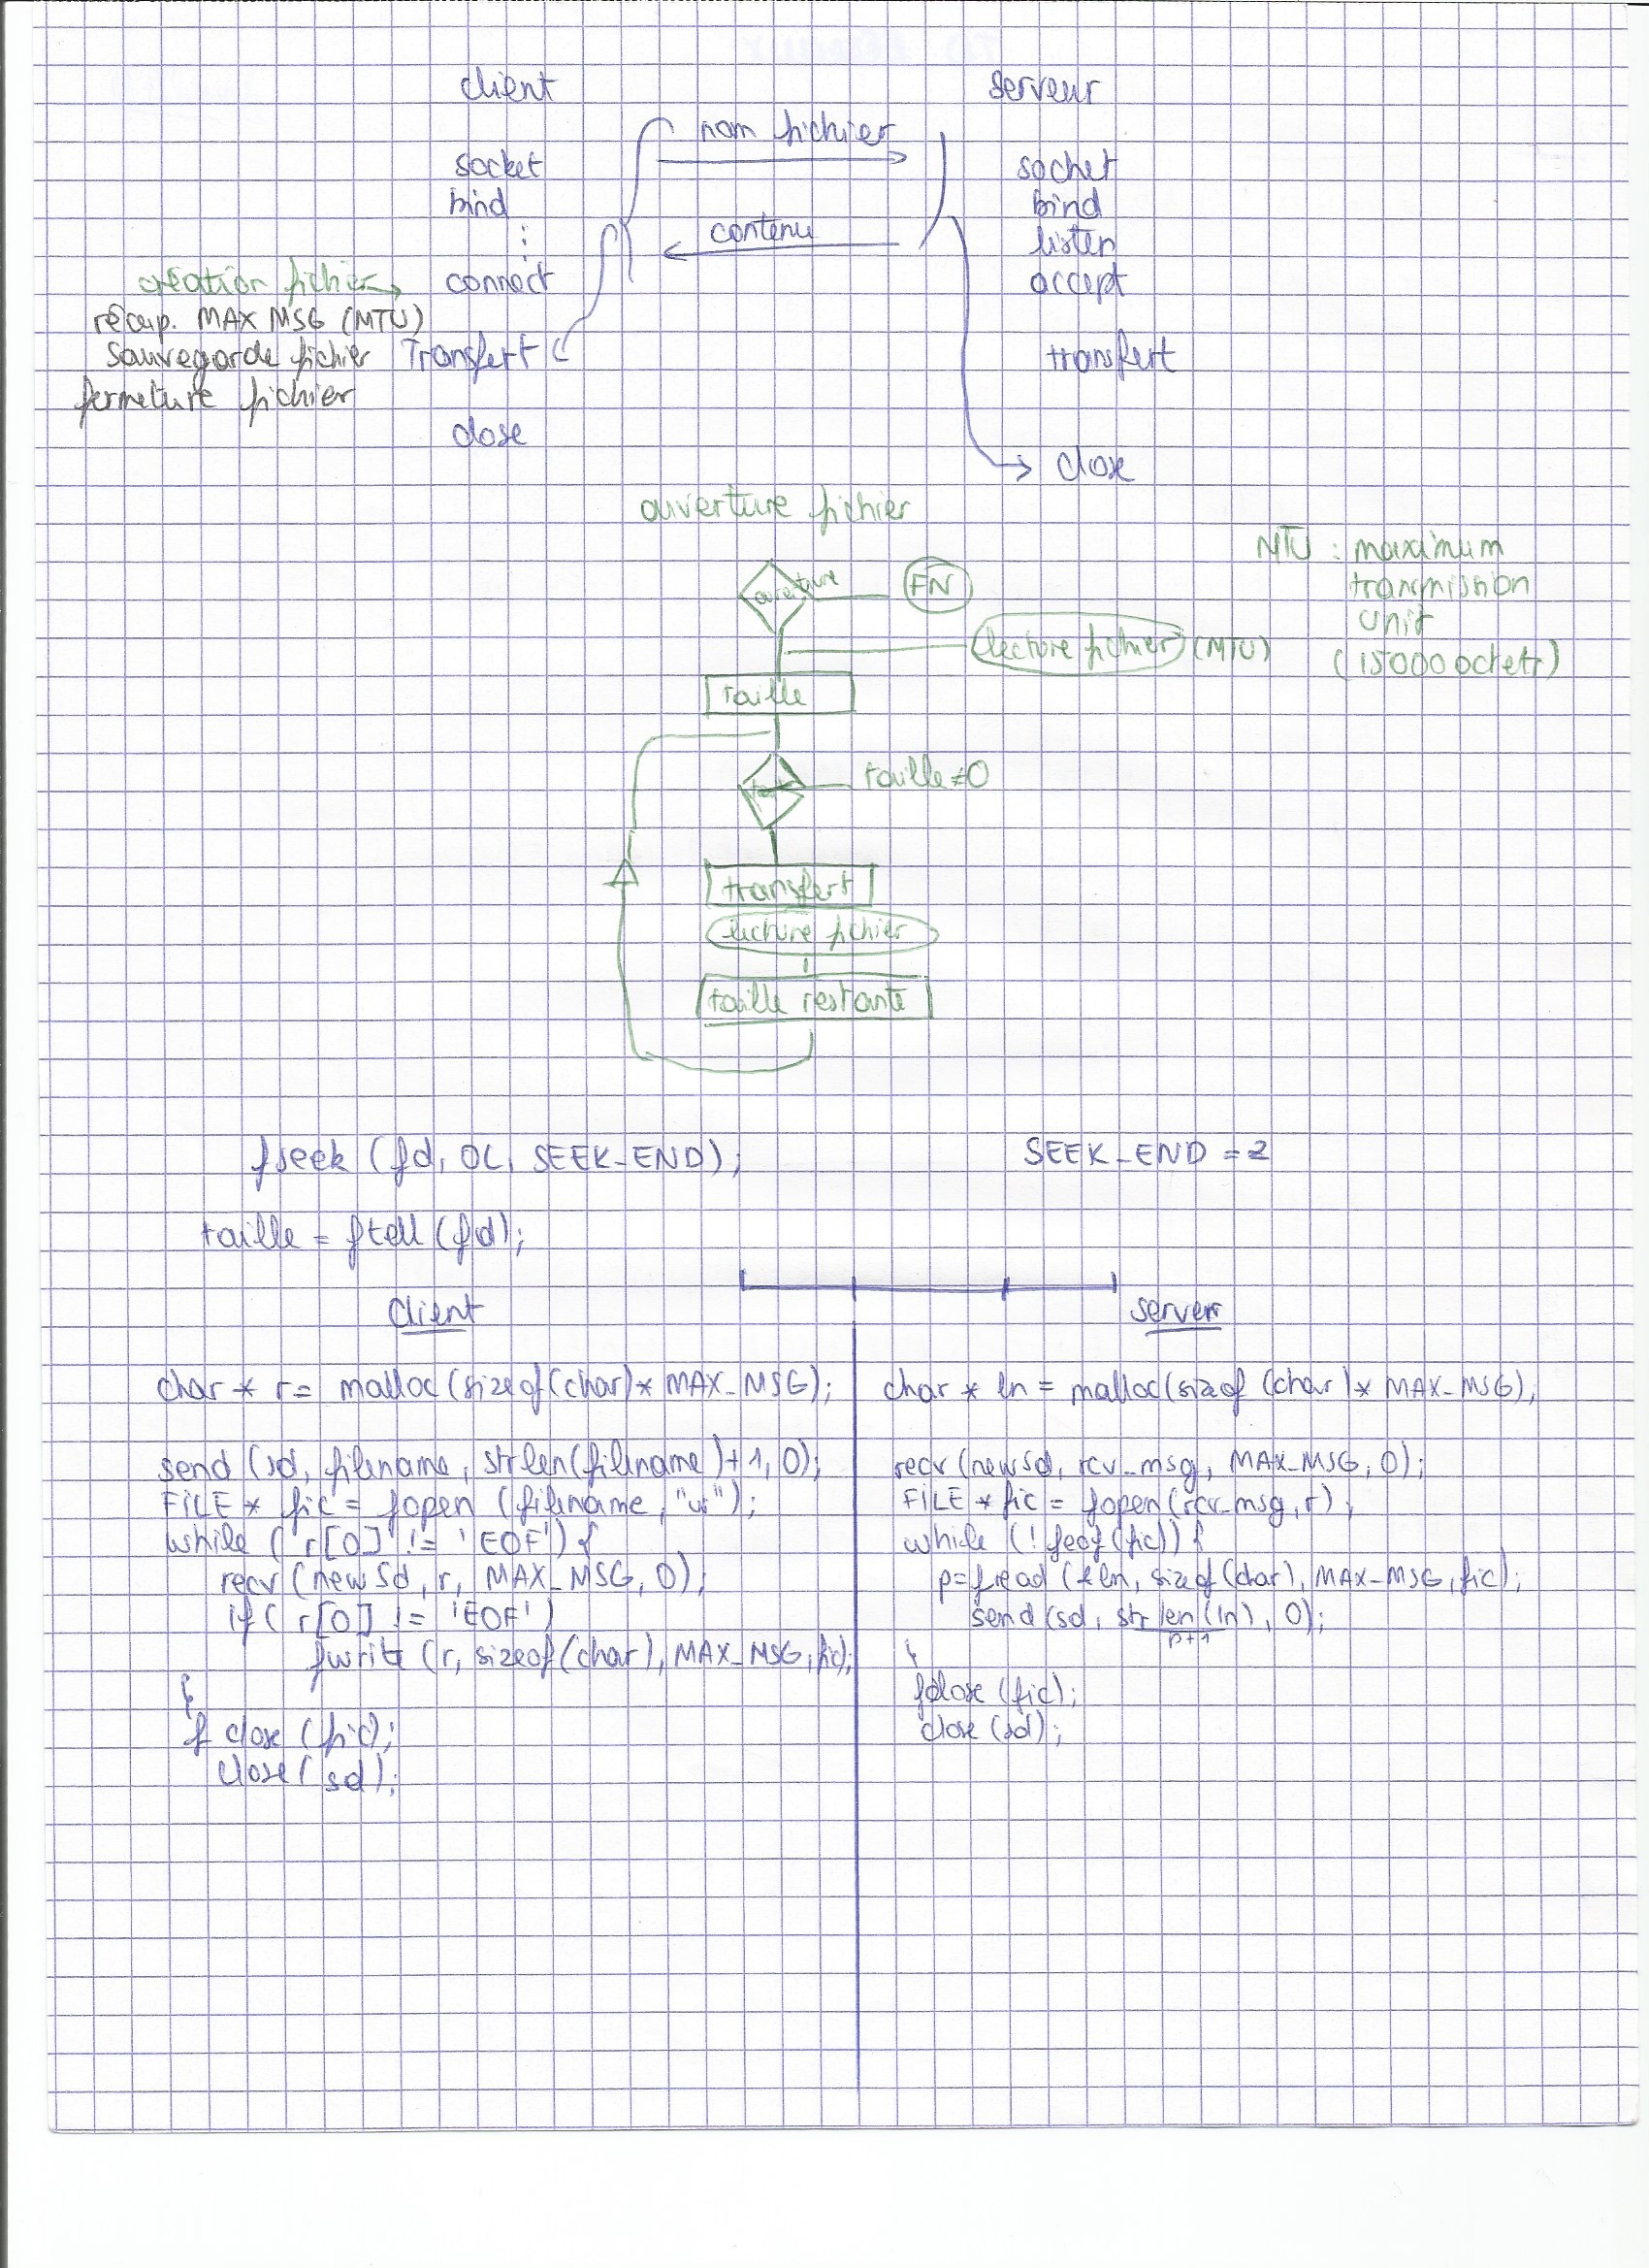 client serveur
nom fichier
socket socket
bind bind
contenu
: listen
création fichier connect accept
récup. MAX MSG (MTU)
Sauvegarde fichier Transfert transfert
fermeture fichier
close
close
ouverture fichier
MTU : maximum
transmission
unit
(15000 octets)
ouverture FN
lecture fichier (MTU)
taille
taille=0
transfert
lecture fichier
taille restante
fseek (fd, OL, SEEK_END); SEEK_END = 2
taille = ftell (fd);
Client
char * r = malloc (sizeof(char)* MAX_MSG);
send (sd, filename, strlen(filename)+1,0);
FILE* fic = fopen (filename, "w");
while ( r[0] != 'EOF') {
recv (newSd, r, MAX_MSG, 0);
if ( r[0] != 'EOF')
fwrite (r, sizeof(char), MAX_MSG, fic);
}
fclose (fic);
close( sd);
serveur
char * ln = malloc(sizeof (char)* MAX_MSG),
recv (newSd, rcv_msg, MAX_MSG, 0);
FILE * fic = fopen(rcv_msg, r);
while (! feof(fic)) {
p=fread (&ln, sizeof(char), MAX_MSG, fic);
send (sd, strlen(ln), 0);
p+1
}
fclose (fic);
close (sd);